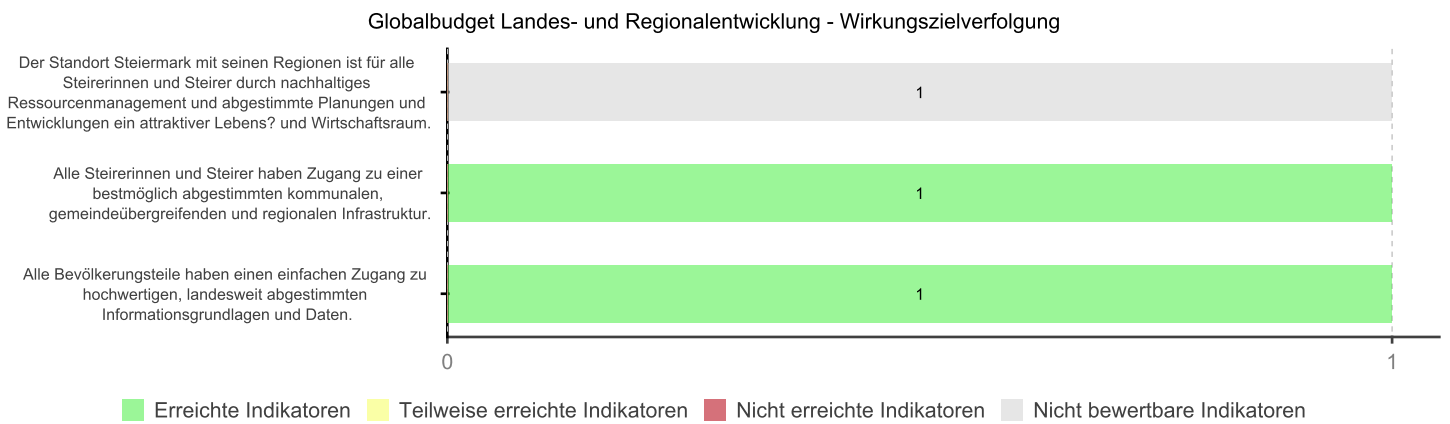 Globalbudget Landes- und Regionalentwicklung - Wirkungszielverfolgung
Der Standort Steiermark mit seinen Regionen ist für alle
Steirerinnen und Steirer durch nachhaltiges
Ressourcenmanagement und abgestimmte Planungen und
Entwicklungen ein attraktiver Lebens? und Wirtschaftsraum.
1
Alle Steirerinnen und Steirer haben Zugang zu einer
bestmöglich abgestimmten kommunalen,
gemeindeübergreifenden und regionalen Infrastruktur.
1
Alle Bevölkerungsteile haben einen einfachen Zugang zu
hochwertigen, landesweit abgestimmten
Informationsgrundlagen und Daten.
1
0 1
Erreichte Indikatoren Teilweise erreichte Indikatoren Nicht erreichte Indikatoren Nicht bewertbare Indikatoren